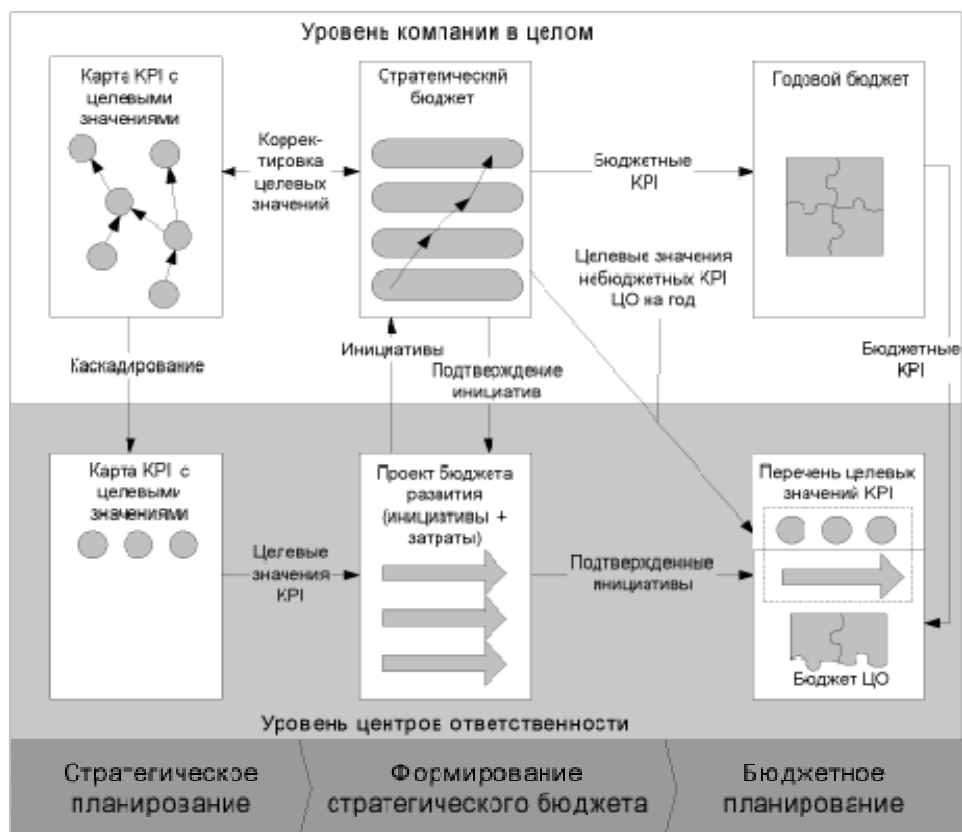 Уровень компании в целом
Карта KPI с
целевыми
значениями
Коррек-
тировка
целевых
значений
Стратегический
бюджет
Бюджетные
KPI
Годовой бюджет
Целевые значения
небюджетных KPI
ЦО на год
Каскадирование
Инициативы
Подтверждение
инициатив
Бюджетные
KPI
Карта KPI с
целевыми
значениями
Целевые
значения
KPI
Проект Бюджета
развития
(инициативы +
затраты)
Подтвержденные
инициативы
Перечень целевых
значений KPI
Бюджет ЦО
Уровень центров ответственности
Стратегическое
планирование
Формирование
стратегического бюджета
Бюджетное
планирование